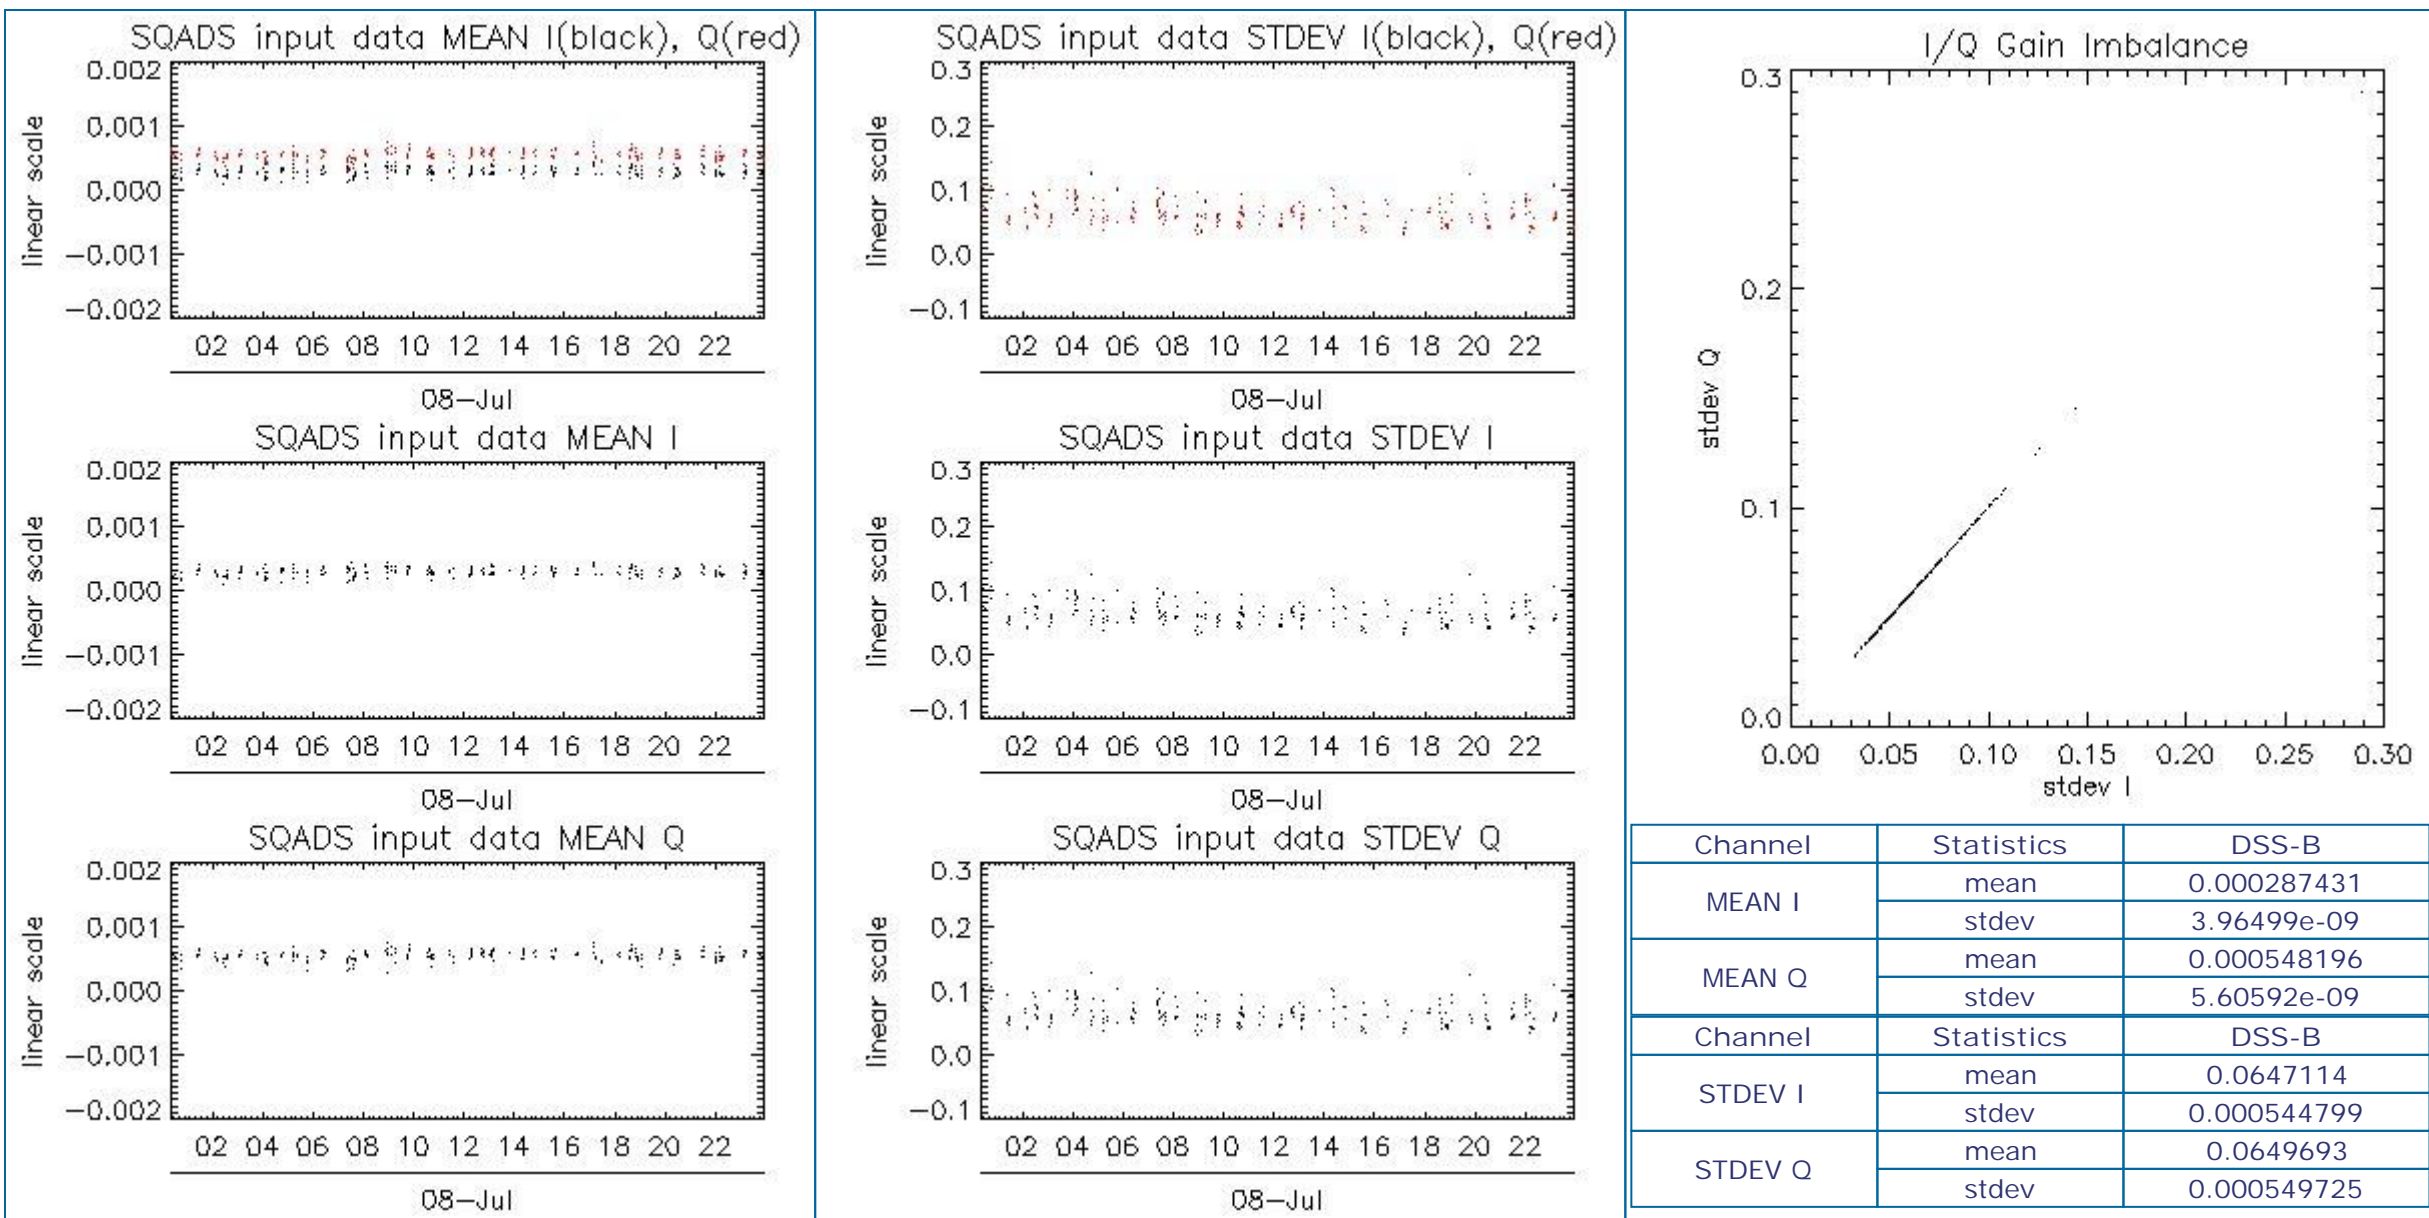 SQADS input data MEAN I(black), Q(red)
linear scale
0.002
0.001
0.000
−0.001
−0.002
02 04 06 08 10 12 14 16 18 20 22
08−Jul
SQADS input data MEAN I
linear scale
0.002
0.001
0.000
−0.001
−0.002
02 04 06 08 10 12 14 16 18 20 22
08−Jul
SQADS input data MEAN Q
linear scale
0.002
0.001
0.000
−0.001
−0.002
02 04 06 08 10 12 14 16 18 20 22
08−Jul
SQADS input data STDEV I(black), Q(red)
linear scale
0.3
0.2
0.1
0.0
−0.1
02 04 06 08 10 12 14 16 18 20 22
08−Jul
SQADS input data STDEV I
linear scale
0.3
0.2
0.1
0.0
−0.1
02 04 06 08 10 12 14 16 18 20 22
08−Jul
SQADS input data STDEV Q
linear scale
0.3
0.2
0.1
0.0
−0.1
02 04 06 08 10 12 14 16 18 20 22
08−Jul
I/Q Gain Imbalance
stdev Q
0.3
0.2
0.1
0.0
0.00 0.05 0.10 0.15 0.20 0.25 0.30
stdev I
Channel Statistics DSS-B
MEAN I mean 0.000287431
stdev 3.96499e-09
MEAN Q mean 0.000548196
stdev 5.60592e-09
Channel Statistics DSS-B
STDEV I mean 0.0647114
stdev 0.000544799
STDEV Q mean 0.0649693
stdev 0.000549725